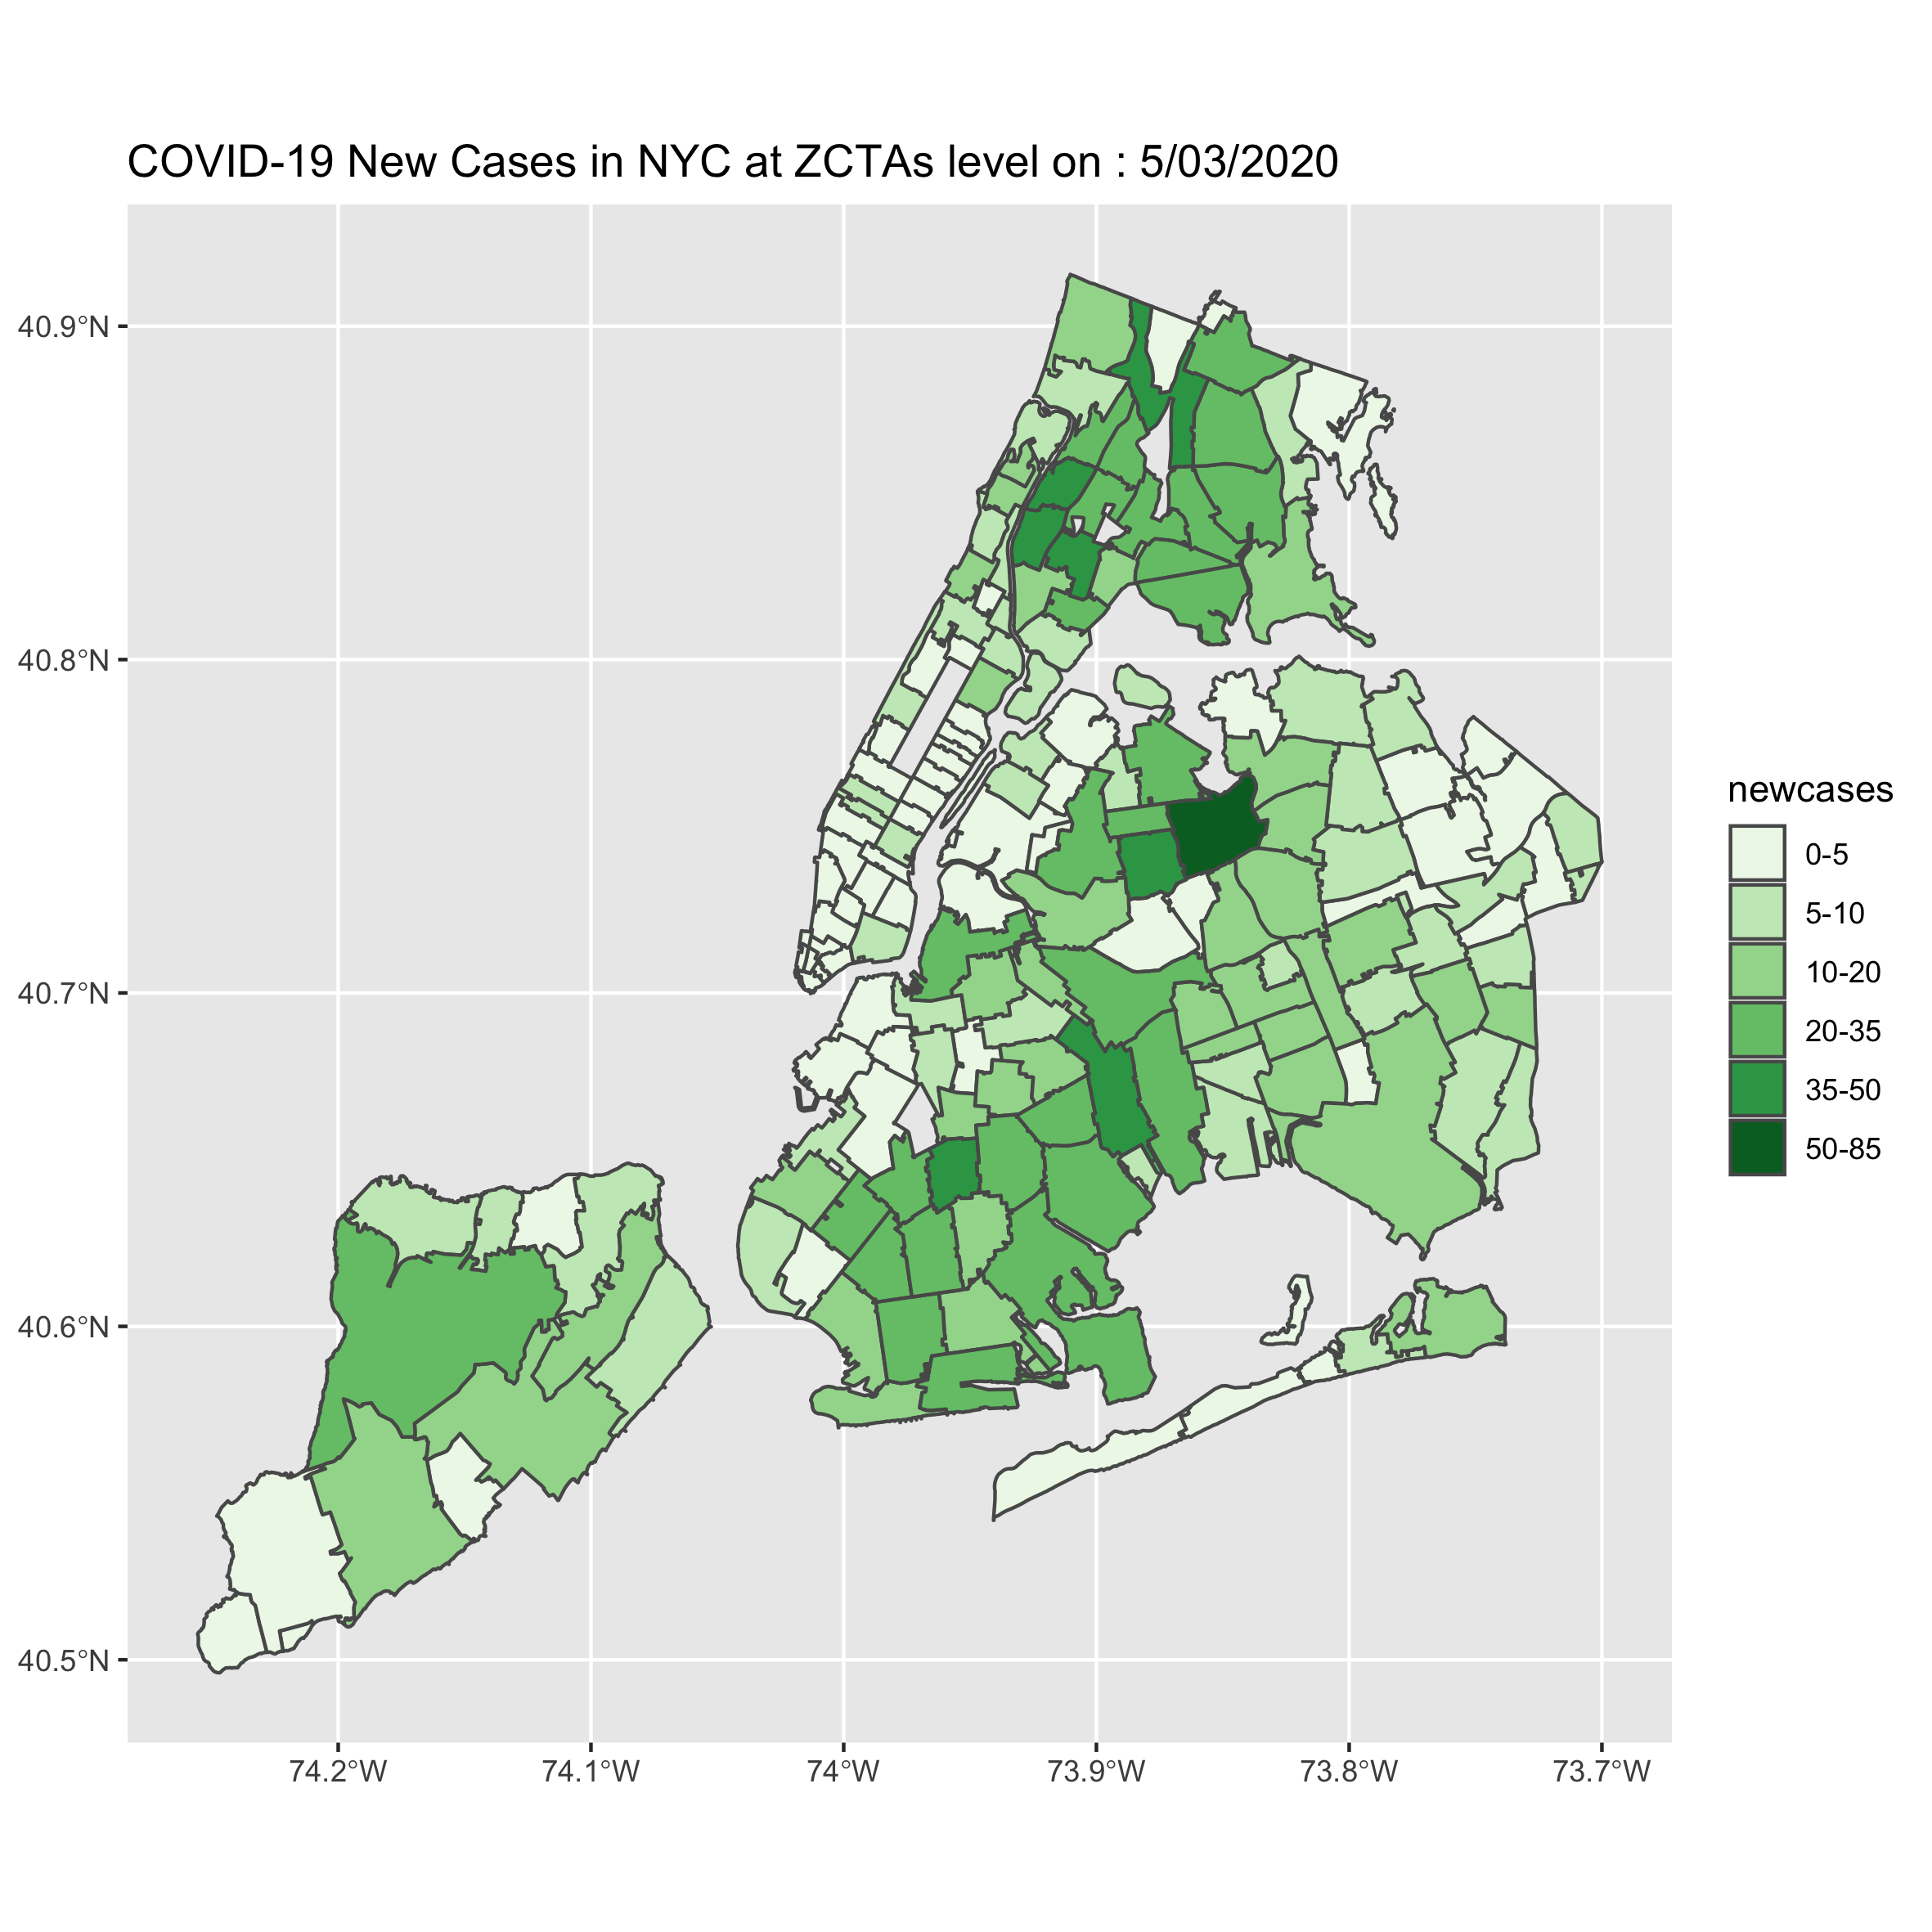 COVID-19 New Cases in NYC at ZCTAs level on : 5/03/2020
40.9°N
40.8°N
40.7°N
40.6°N
40.5°N
74.2°W
74.1°W
74°W
73.9°W
73.8°W
73.7°W
newcases
0-5
5-10
10-20
20-35
35-50
50-85